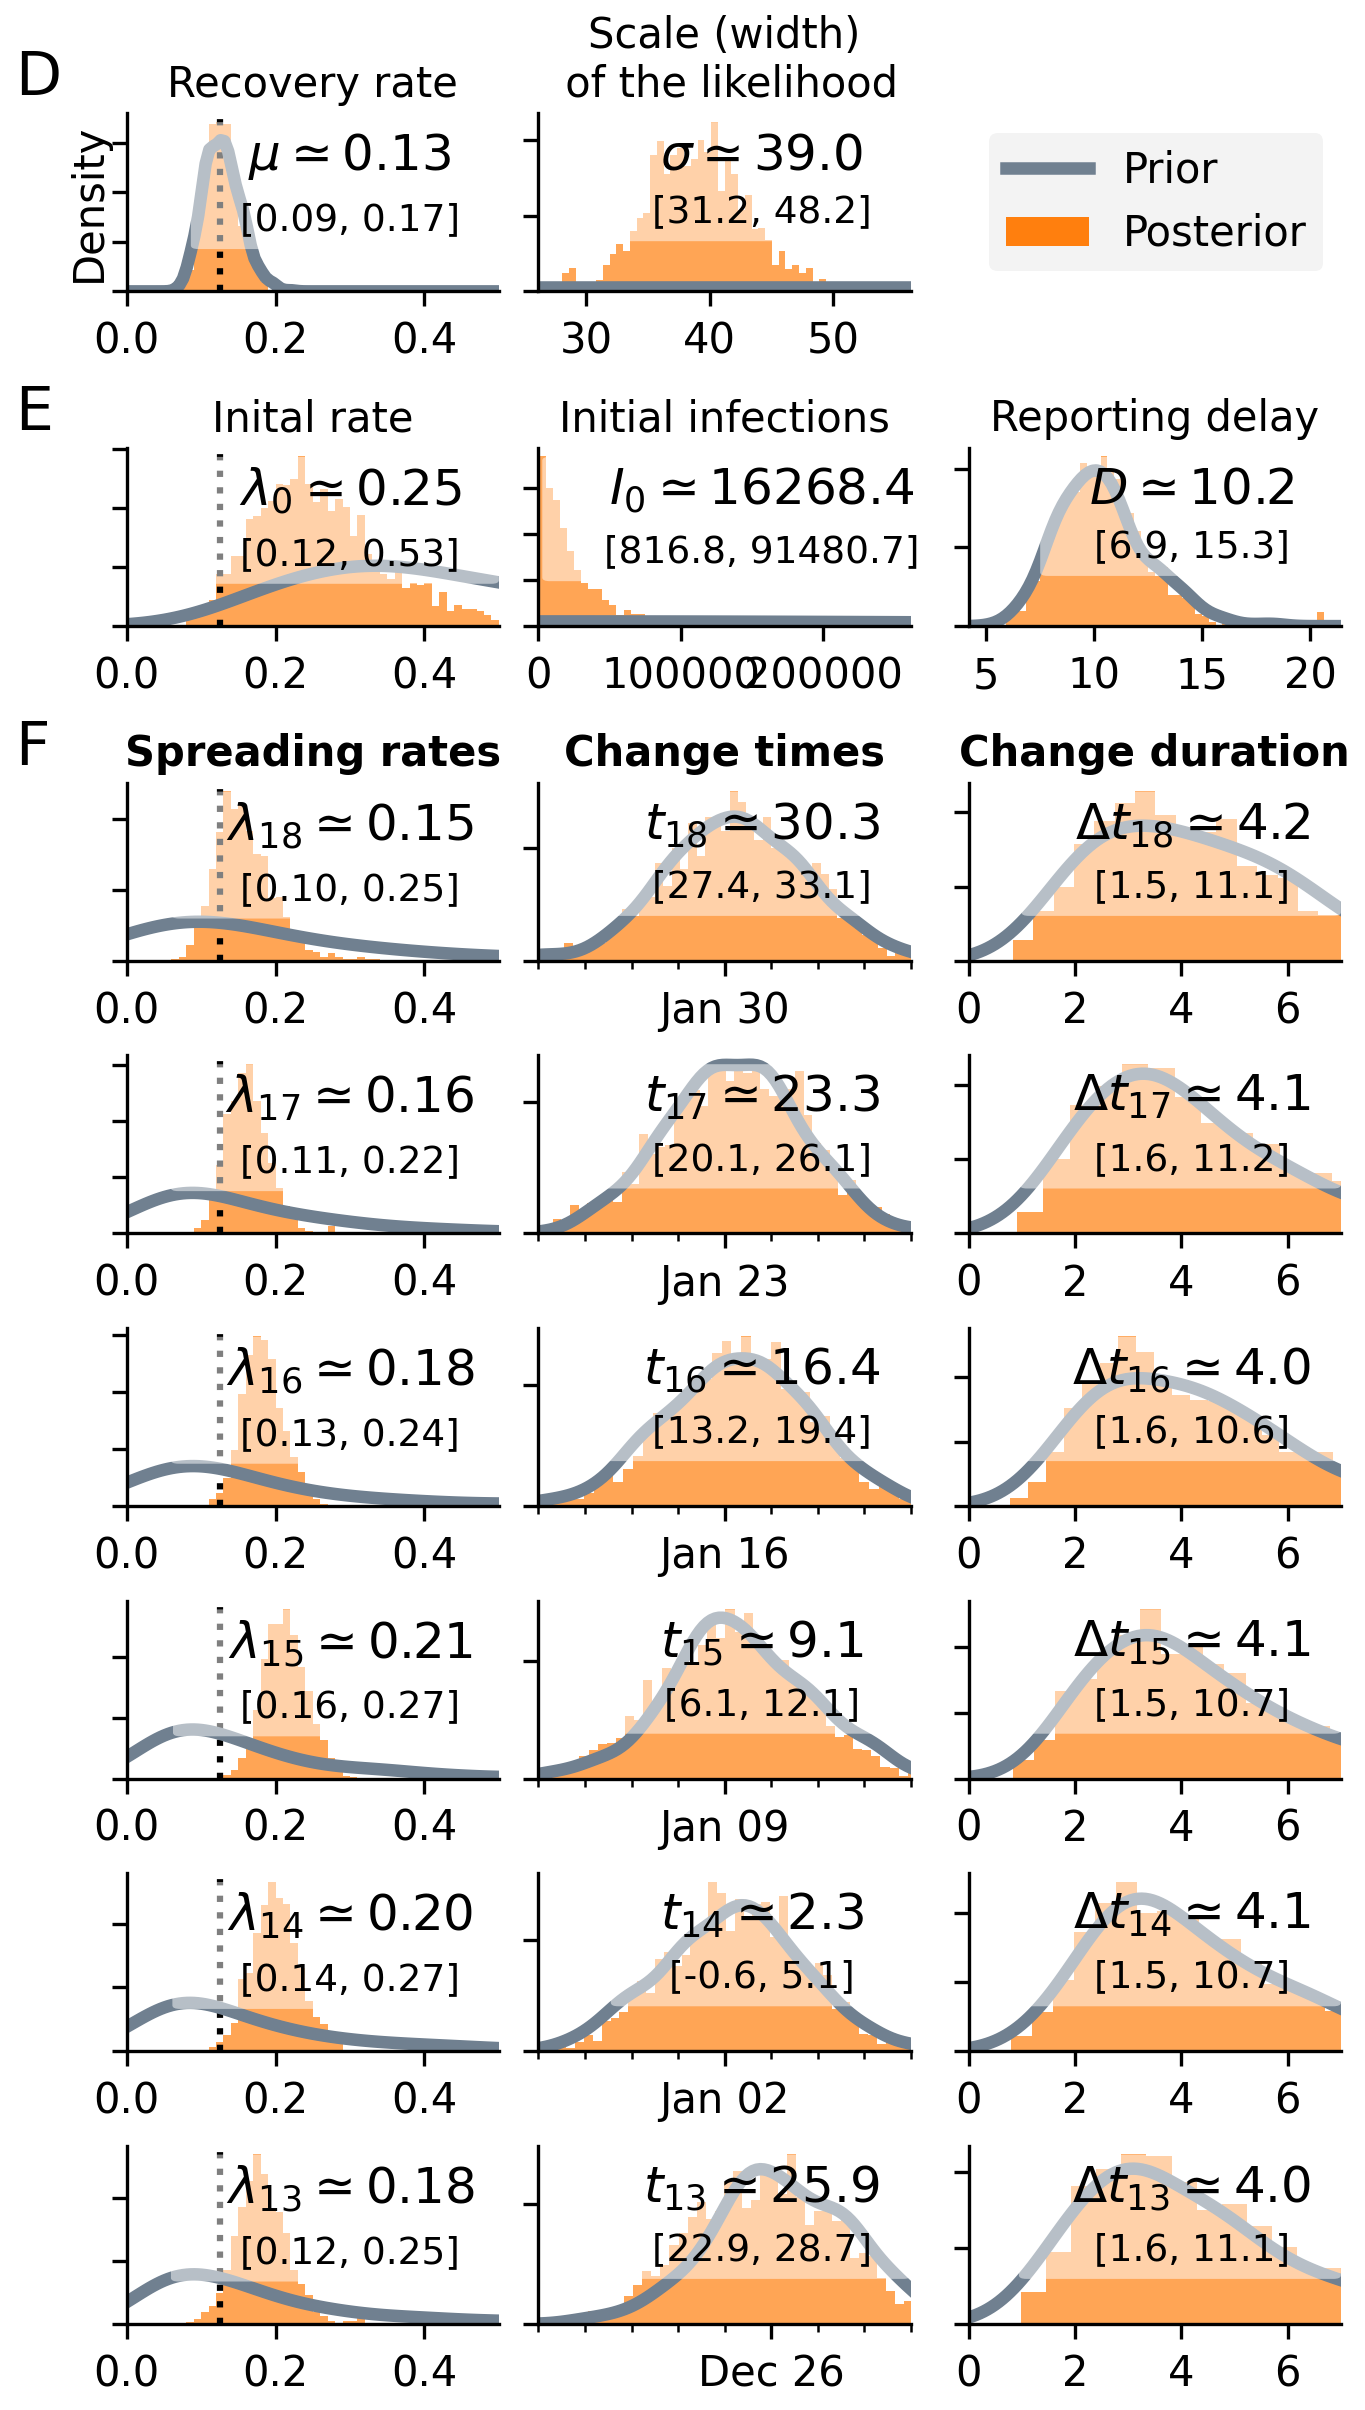 D
Recovery rate
Scale (width)
of the likelihood
Density
μ ≃ 0.13
[0.09, 0.17]
0.0 0.2 0.4
σ ≃ 39.0
[31.2, 48.2]
30 40 50
Prior
Posterior
E
Inital rate
λ0 ≃ 0.25
[0.12, 0.53]
0.0 0.2 0.4
Initial infections
I0 ≃ 16268.4
[816.8, 91480.7]
0 100000 200000
Reporting delay
D ≃ 10.2
[6.9, 15.3]
5 10 15 20
F
Spreading rates
Change times
Change duration
λ18 ≃ 0.15
[0.10, 0.25]
0.0 0.2 0.4
t18 ≃ 30.3
[27.4, 33.1]
Jan 30
Δt18 ≃ 4.2
[1.5, 11.1]
0 2 4 6
λ17 ≃ 0.16
[0.11, 0.22]
0.0 0.2 0.4
t17 ≃ 23.3
[20.1, 26.1]
Jan 23
Δt17 ≃ 4.1
[1.6, 11.2]
0 2 4 6
λ16 ≃ 0.18
[0.13, 0.24]
0.0 0.2 0.4
t16 ≃ 16.4
[13.2, 19.4]
Jan 16
Δt16 ≃ 4.0
[1.6, 10.6]
0 2 4 6
λ15 ≃ 0.21
[0.16, 0.27]
0.0 0.2 0.4
t15 ≃ 9.1
[6.1, 12.1]
Jan 09
Δt15 ≃ 4.1
[1.5, 10.7]
0 2 4 6
λ14 ≃ 0.20
[0.14, 0.27]
0.0 0.2 0.4
t14 ≃ 2.3
[-0.6, 5.1]
Jan 02
Δt14 ≃ 4.1
[1.5, 10.7]
0 2 4 6
λ13 ≃ 0.18
[0.12, 0.25]
0.0 0.2 0.4
t13 ≃ 25.9
[22.9, 28.7]
Dec 26
Δt13 ≃ 4.0
[1.6, 11.1]
0 2 4 6